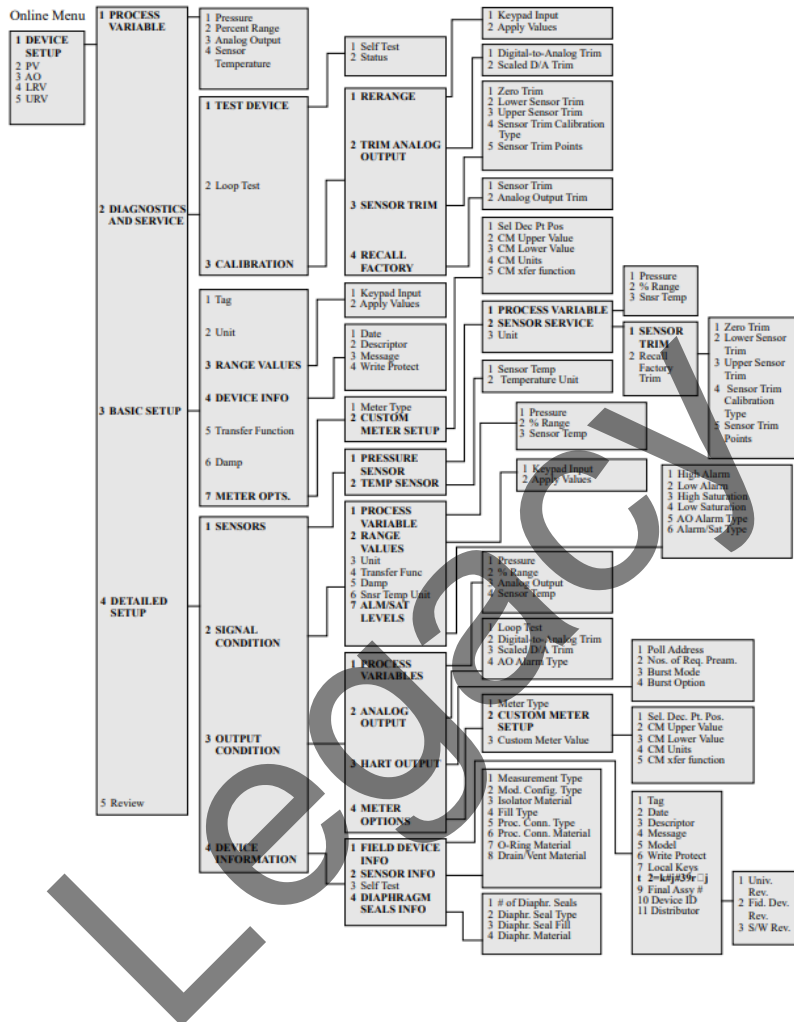 Online Menu
1 DEVICE
SETUP
2 PV
3 AO
4 LRV
5 URV
1 PROCESS
VARIABLE
2 DIAGNOSTICS
AND SERVICE
3 BASIC SETUP
4 DETAILED
SETUP
5 Review
1 Pressure
2 Percent Range
3 Analog Output
4 Sensor
Temperature
1 TEST DEVICE
2 Loop Test
3 CALIBRATION
1 Self Test
2 Status
1 RERANGE
2 TRIM ANALOG
OUTPUT
3 SENSOR TRIM
4 RECALL
FACTORY
1 Keypad Input
2 Apply Values
1 Digital-to-Analog Trim
2 Scaled D/A Trim
1 Zero Trim
2 Lower Sensor Trim
3 Upper Sensor Trim
4 Sensor Trim Calibration
Type
5 Sensor Trim Points
1 Sensor Trim
2 Analog Output Trim
1 Tag
2 Unit
3 RANGE VALUES
4 DEVICE INFO
5 Transfer Function
6 Damp
7 METER OPTS.
1 Keypad Input
2 Apply Values
1 Date
2 Descriptor
3 Message
4 Write Protect
1 Meter Type
2 CUSTOM
METER SETUP
1 Sel Dec Pt Pos
2 CM Upper Value
3 CM Lower Value
4 CM Units
5 CM xfer function
1 SENSORS
2 SIGNAL
CONDITION
3 OUTPUT
CONDITION
4 DEVICE
INFORMATION
1 PRESSURE
SENSOR
2 TEMP SENSOR
1 PROCESS VARIABLE
2 SENSOR SERVICE
3 Unit
1 Pressure
2 % Range
3 Snsr Temp
1 SENSOR
TRIM
2 Recall
Factory
Trim
1 Zero Trim
2 Lower Sensor
Trim
3 Upper Sensor
Trim
4 Sensor Trim
Calibration
Type
5 Sensor Trim
Points
1 Sensor Temp
2 Temperature Unit
1 PROCESS
VARIABLE
2 RANGE
VALUES
3 Unit
4 Transfer Func
5 Damp
6 Snsr Temp Unit
7 ALM/SAT
LEVELS
1 Pressure
2 % Range
3 Sensor Temp
1 Keypad Input
2 Apply Values
1 High Alarm
2 Low Alarm
3 High Saturation
4 Low Saturation
5 AO Alarm Type
6 Alarm/Sat Type
1 PROCESS
VARIABLES
2 ANALOG
OUTPUT
3 HART OUTPUT
4 METER
OPTIONS
1 Pressure
2 % Range
3 Analog Output
4 Sensor Temp
1 Loop Test
2 Digital-to-Analog Trim
3 Scaled D/A Trim
4 AO Alarm Type
1 Poll Address
2 Nos. of Req. Pream.
3 Burst Mode
4 Burst Option
1 Meter Type
2 CUSTOM METER
SETUP
3 Custom Meter Value
1 Sel. Dec. Pt. Pos.
2 CM Upper Value
3 CM Lower Value
4 CM Units
5 CM xfer function
1 FIELD DEVICE
INFO
2 SENSOR INFO
3 Self Test
4 DIAPHRAGM
SEALS INFO
1 Measurement Type
2 Mod. Config. Type
3 Isolator Material
4 Fill Type
5 Proc. Conn. Type
6 Proc. Conn. Material
7 O-Ring Material
8 Drain/Vent Material
1 # of Diaphr. Seals
2 Diaphr. Seal Type
3 Diaphr. Seal Fill
4 Diaphr. Material
1 Tag
2 Date
3 Descriptor
4 Message
5 Model
6 Write Protect
7 Local Keys
t 2=k#j#39r□j
9 Final Assy #
10 Device ID
11 Distributor
1 Univ.
Rev.
2 Fld. Dev.
Rev.
3 S/W Rev.
Legacy